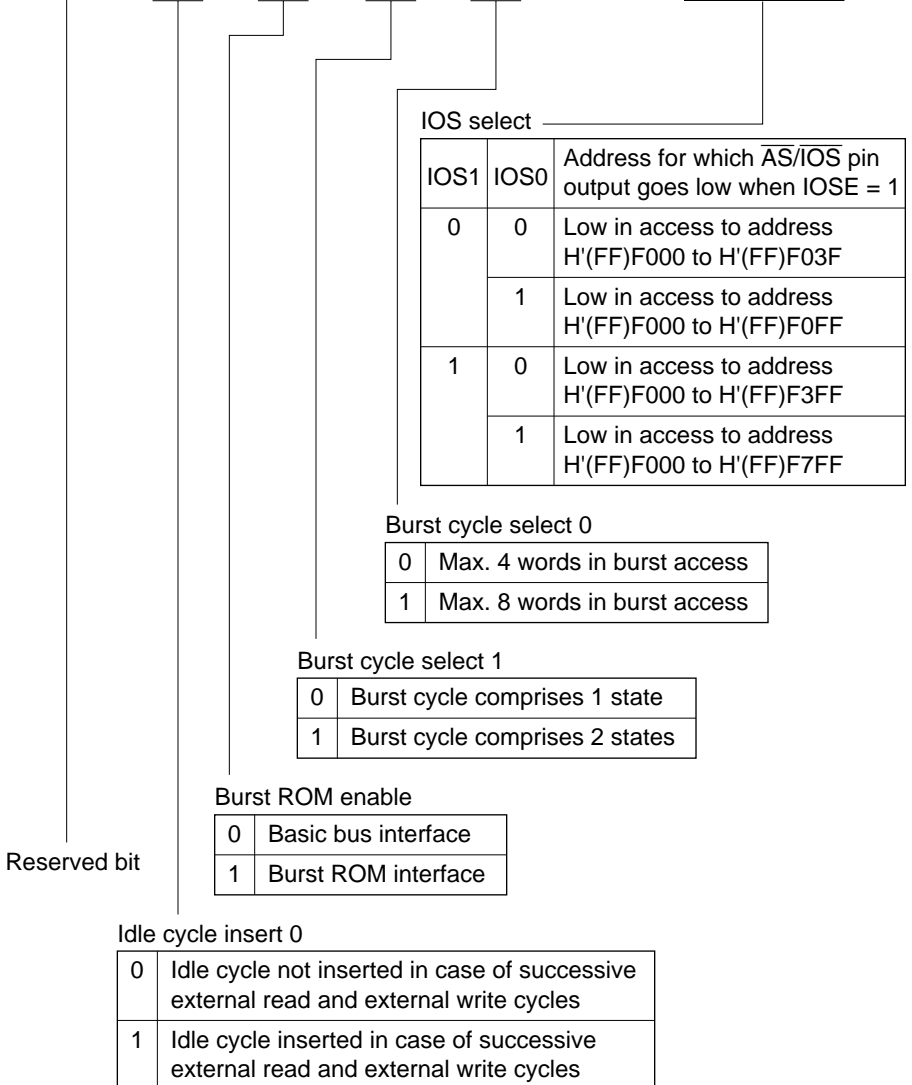 IOS select
IOS1 IOS0 Address for which AS/IOS pin
output goes low when IOSE = 1
0 0 Low in access to address
H'(FF)F000 to H'(FF)F03F
1 Low in access to address
H'(FF)F000 to H'(FF)F0FF
1 0 Low in access to address
H'(FF)F000 to H'(FF)F3FF
1 Low in access to address
H'(FF)F000 to H'(FF)F7FF
Burst cycle select 0
0 Max. 4 words in burst access
1 Max. 8 words in burst access
Burst cycle select 1
0 Burst cycle comprises 1 state
1 Burst cycle comprises 2 states
Burst ROM enable
0 Basic bus interface
1 Burst ROM interface
Reserved bit
Idle cycle insert 0
0 Idle cycle not inserted in case of successive
external read and external write cycles
1 Idle cycle inserted in case of successive
external read and external write cycles